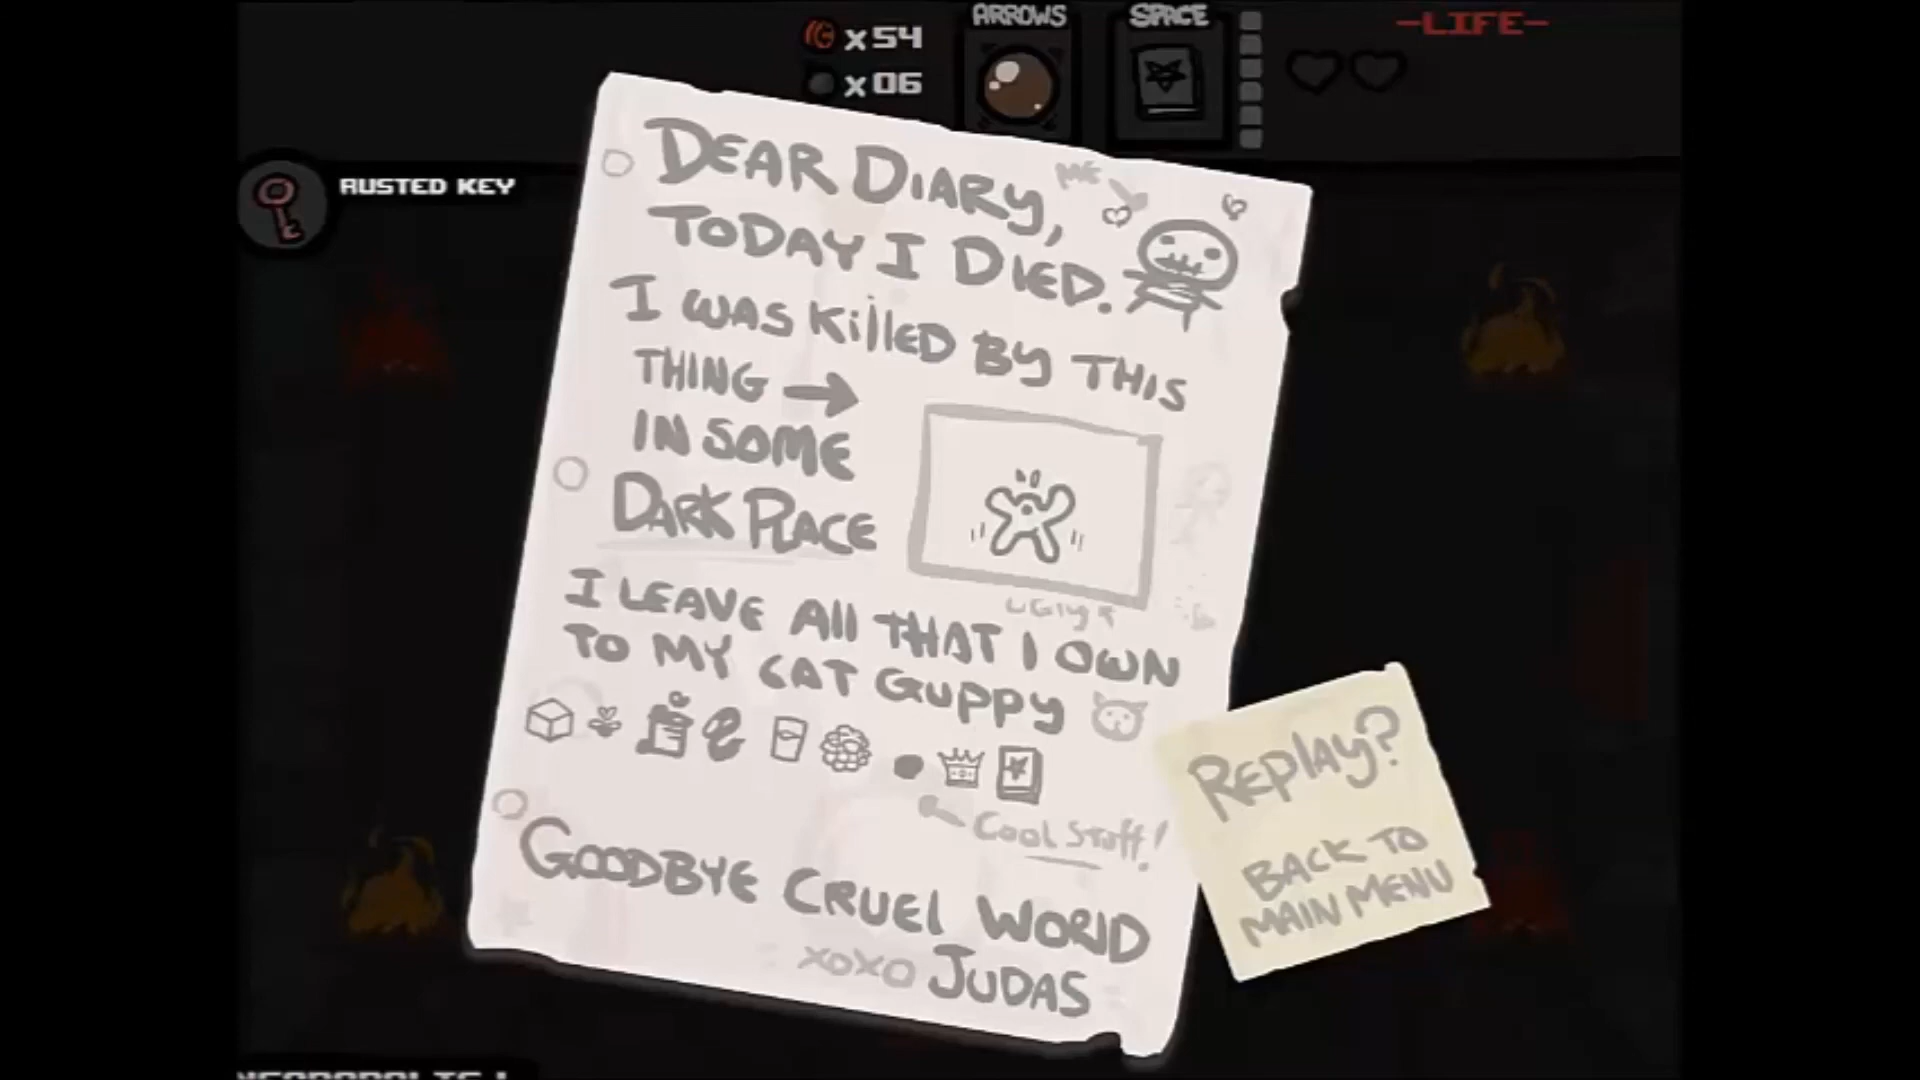 ARROWS
SPACE
-LIFE-
x54
x06
RUSTED KEY
DEAR DIARY,
ME
TODAY I DIED.
I WAS KillED BY THIS
THING →
IN SOME
DARK PLACE
UGly
I LEAVE All THAT I OWN
TO MY CAT GUPPY
COOl STUFF!
GOODBYE CRUEl WORlD
XOXO JUDAS
REPlAY?
BACK TO
MAIN MENU